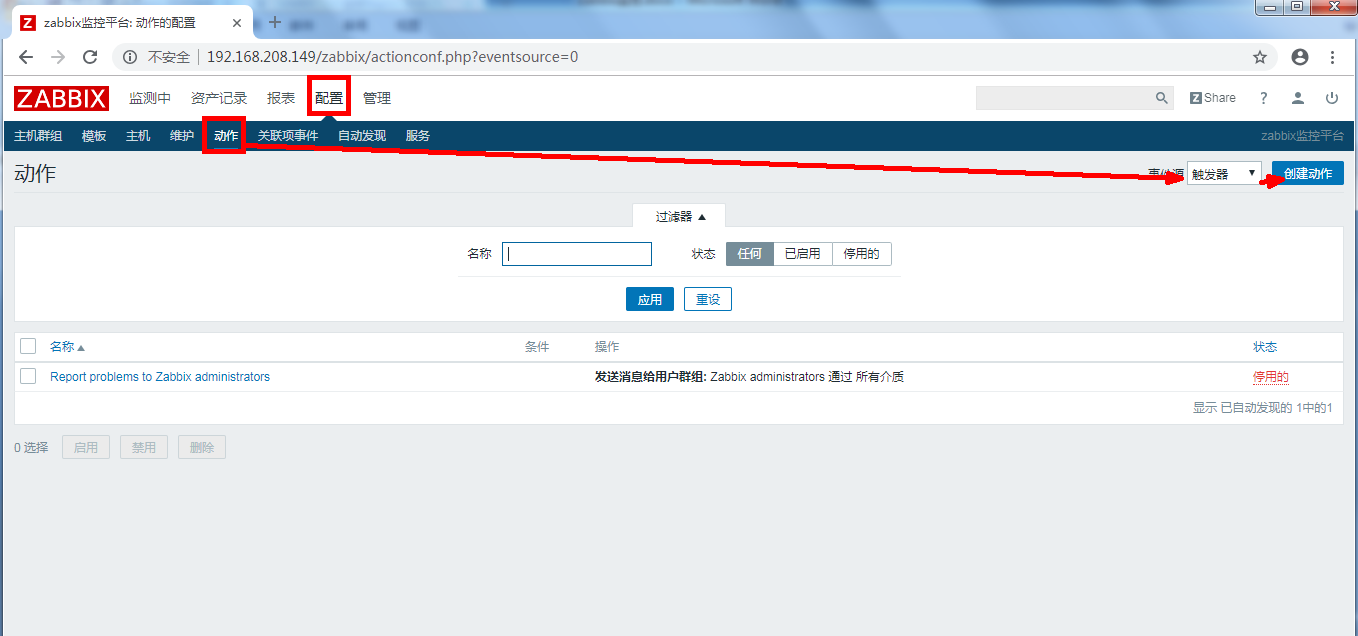 zabbix监控平台: 动作的配置
不安全 192.168.208.149/zabbix/actionconf.php?eventsource=0
ZABBIX 监测中 资产记录 报表 配置 管理 Z Share ?
主机群组 模板 主机 维护 动作 关联项事件 自动发现 服务 zabbix监控平台
动作 事件源 触发器 创建动作
过滤器
名称 状态 任何 已启用 停用的
应用 重设
名称 条件 操作 状态
Report problems to Zabbix administrators 发送消息给用户群组: Zabbix administrators 通过 所有介质 停用的
显示 已自动发现的 1中的1
0 选择 启用 禁用 删除